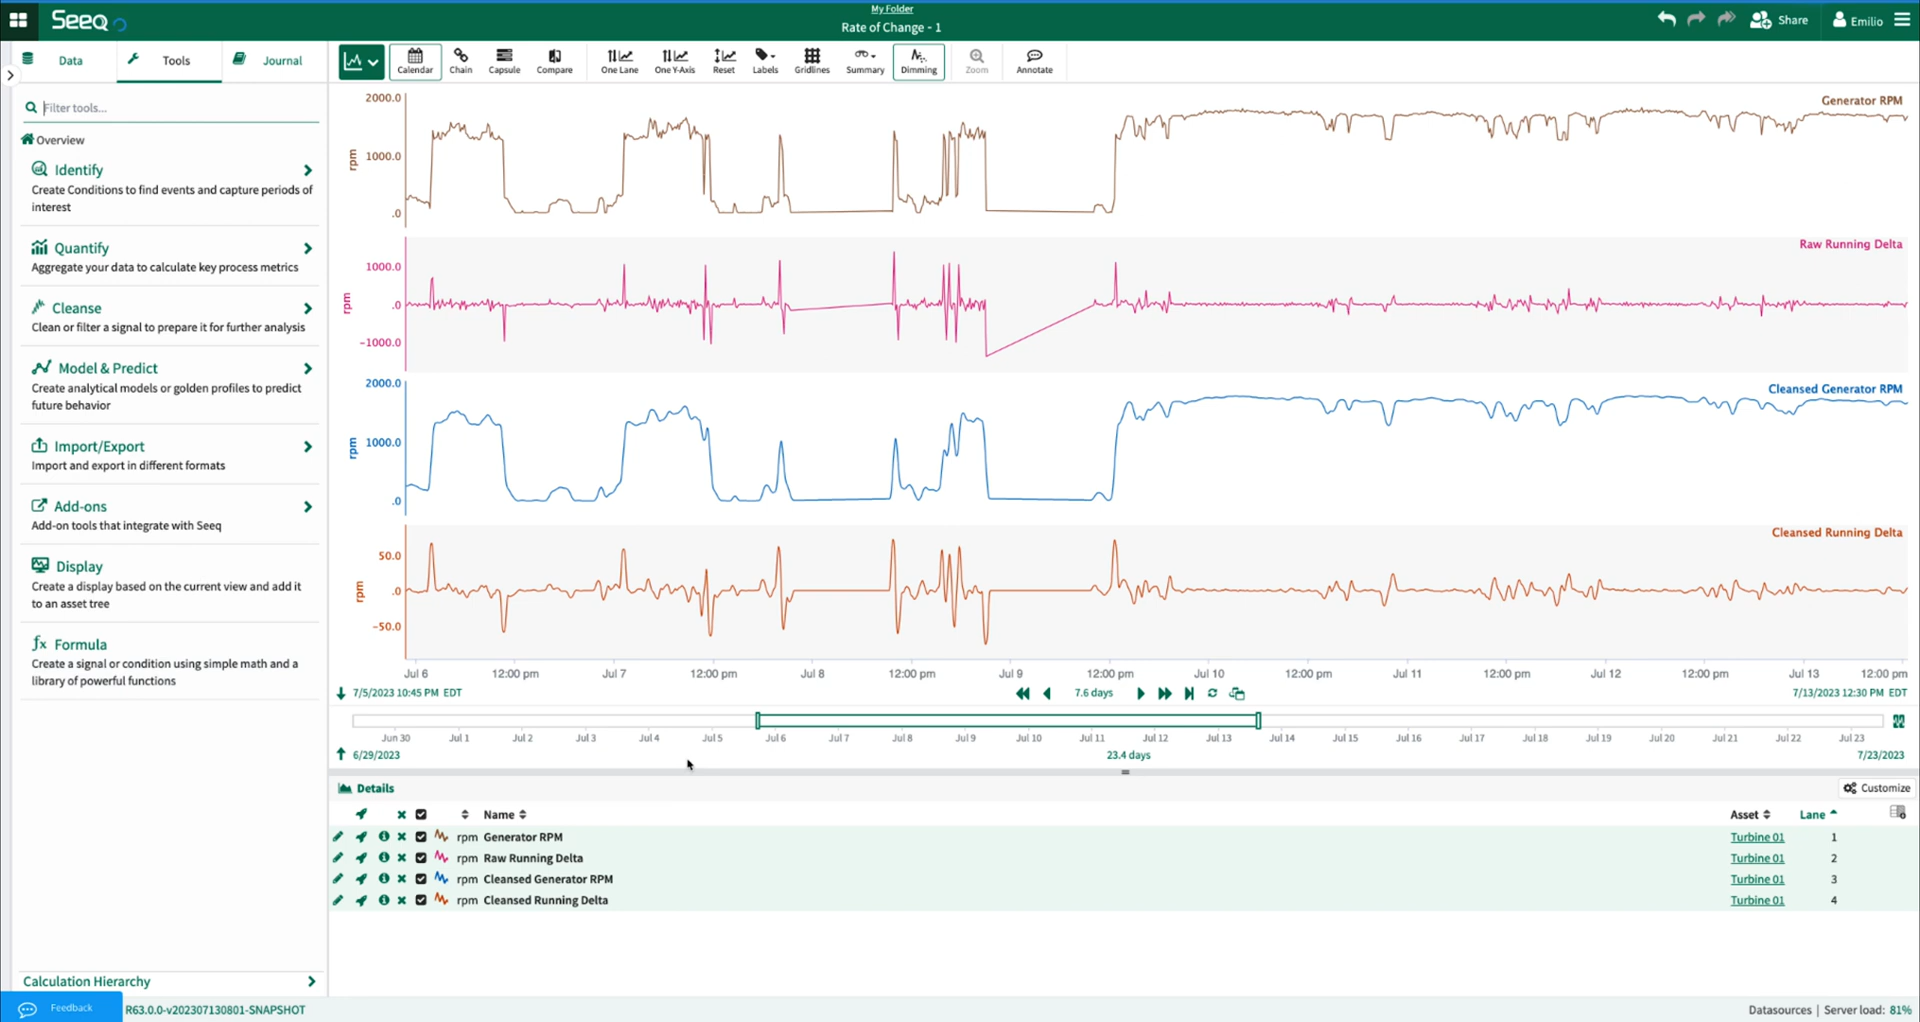 Seeq
My Folder
Rate of Change - 1
Share
Emilio
Data
Tools
Journal
Calendar
Chain
Capsule
Compare
One Lane
One Y-Axis
Reset
Labels
Gridlines
Summary
Dimming
Zoom
Annotate
Filter tools...
Overview
Identify
Create Conditions to find events and capture periods of
interest
Quantify
Aggregate your data to calculate key process metrics
Cleanse
Clean or filter a signal to prepare it for further analysis
Model & Predict
Create analytical models or golden profiles to predict
future behavior
Import/Export
Import and export in different formats
Add-ons
Add-on tools that integrate with Seeq
Display
Create a display based on the current view and add it
to an asset tree
fx Formula
Create a signal or condition using simple math and a
library of powerful functions
Calculation Hierarchy
Feedback
R63.0.0-v202307130801-SNAPSHOT
2000.0
1000.0
.0
rpm
Generator RPM
1000.0
.0
-1000.0
rpm
Raw Running Delta
2000.0
1000.0
.0
rpm
Cleansed Generator RPM
50.0
.0
-50.0
rpm
Cleansed Running Delta
Jul 6 12:00 pm Jul 7 12:00 pm Jul 8 12:00 pm Jul 9 12:00 pm Jul 10 12:00 pm Jul 11 12:00 pm Jul 12 12:00 pm Jul 13 12:00 pm
7/5/2023 10:45 PM EDT
7.6 days
7/13/2023 12:30 PM EDT
Jun 30 Jul 1 Jul 2 Jul 3 Jul 4 Jul 5 Jul 6 Jul 7 Jul 8 Jul 9 Jul 10 Jul 11 Jul 12 Jul 13 Jul 14 Jul 15 Jul 16 Jul 17 Jul 18 Jul 19 Jul 20 Jul 21 Jul 22 Jul 23
6/29/2023
23.4 days
7/23/2023
Details
Customize
Name Asset Lane
rpm Generator RPM Turbine 01 1
rpm Raw Running Delta Turbine 01 2
rpm Cleansed Generator RPM Turbine 01 3
rpm Cleansed Running Delta Turbine 01 4
Datasources | Server load: 81%